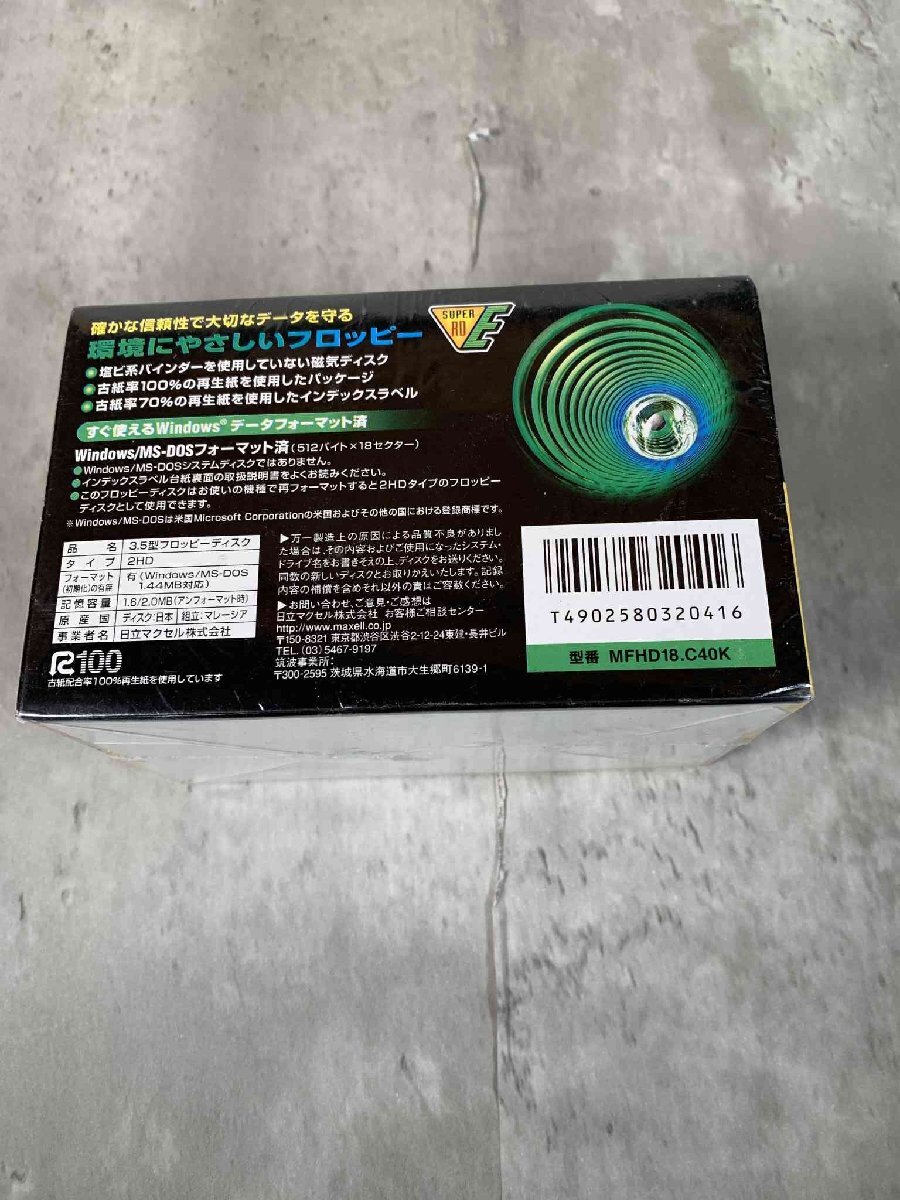 確かな信頼性で大切なデータを守る
環境にやさしいフロッピー
SUPER
RD
E
●塩ビ系バインダーを使用していない磁気ディスク
●古紙率100%の再生紙を使用したパッケージ
●古紙率70%の再生紙を使用したインデックスラベル
すぐ使えるWindows®データフォーマット済
Windows/MS-DOSフォーマット済(512バイト×18セクター)
●Windows/MS-DOSシステムディスクではありません。
●インデックスラベル台紙裏面の取扱説明書をよくお読みください。
●このフロッピーディスクはお使いの機種で再フォーマットすると2HDタイプのフロッピー
ディスクとして使用できます。
※Windows/MS-DOSは米国Microsoft Corporationの米国およびその他の国における登録商標です。
品名 3.5型フロッピーディスク
タイプ 2HD
フォーマット(初期化)の有無 有(Windows/MS-DOS 1.44MB対応)
記憶容量 1.6/2.0MB(アンフォーマット時)
原産国 ディスク:日本 組立:マレーシア
事業者名 日立マクセル株式会社
R100
古紙配合率100%再生紙を使用しています
▶万一製造上の原因による品質不良がありまし
た場合は、その内容およびご使用になったシステム・
ドライブ名をお書きそえの上、ディスクをお送りください。
同数の新しいディスクとお取りかえいたします。記録
内容の補償を含めそれ以外の責はご容赦ください。
▶お問い合わせ、ご意見・ご感想は
日立マクセル株式会社 お客様ご相談センター
http://www.maxell.co.jp
〒150-8321 東京都渋谷区渋谷2-12-24東建・長井ビル
TEL. (03)5467-9197
筑波事業所:
〒300-2595 茨城県水海道市大生郷町6139-1
T4902580320416
型番 MFHD18.C40K